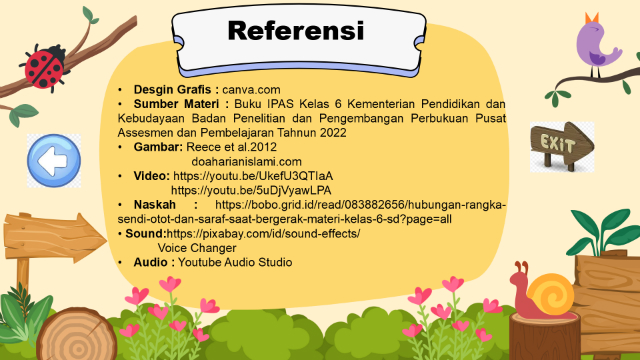 Referensi
• Desgin Grafis : canva.com
• Sumber Materi : Buku IPAS Kelas 6 Kementerian Pendidikan dan
Kebudayaan Badan Penelitian dan Pengembangan Perbukuan Pusat
Assesmen dan Pembelajaran Tahnun 2022
• Gambar: Reece et al.2012
doaharianislami.com
• Video: https://youtu.be/UkefU3QTlaA
https://youtu.be/5uDjVyawLPA
• Naskah : https://bobo.grid.id/read/083882656/hubungan-rangka-
sendi-otot-dan-saraf-saat-bergerak-materi-kelas-6-sd?page=all
• Sound:https://pixabay.com/id/sound-effects/
Voice Changer
• Audio : Youtube Audio Studio
EXIT